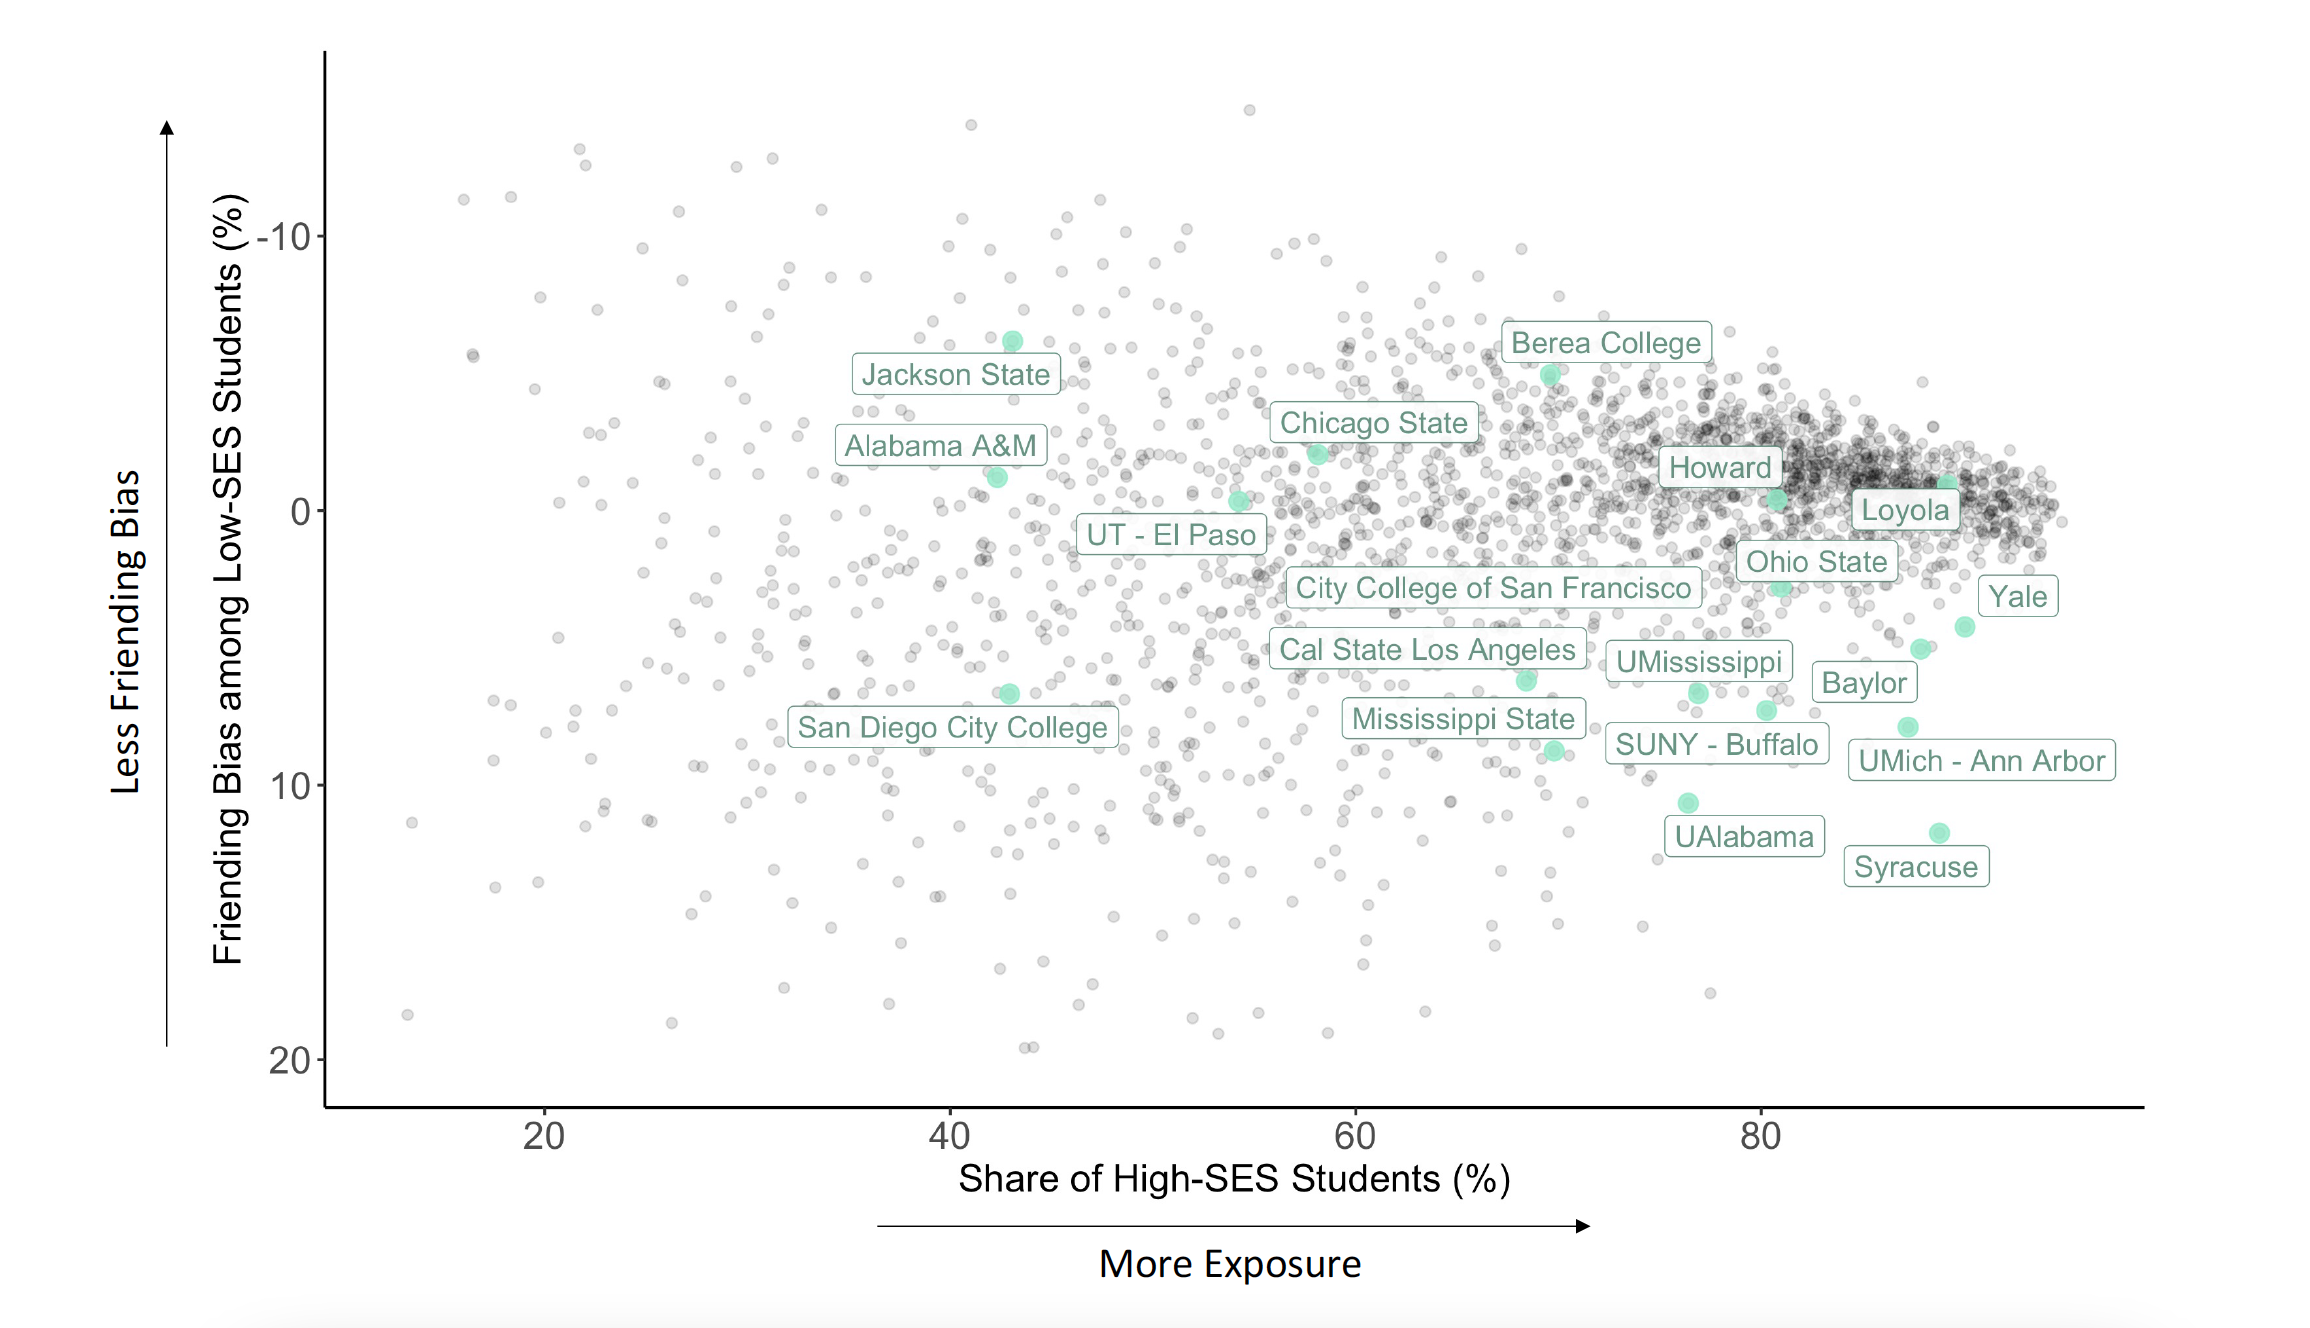 Less Friending Bias
Friending Bias among Low-SES Students (%)
-10
0
10
20
Berea College
Jackson State
Chicago State
Alabama A&M
Howard
Loyola
UT - El Paso
Ohio State
City College of San Francisco
Yale
Cal State Los Angeles
UMississippi
Baylor
Mississippi State
San Diego City College
SUNY - Buffalo
UMich - Ann Arbor
UAlabama
Syracuse
20
40
60
80
Share of High-SES Students (%)
More Exposure